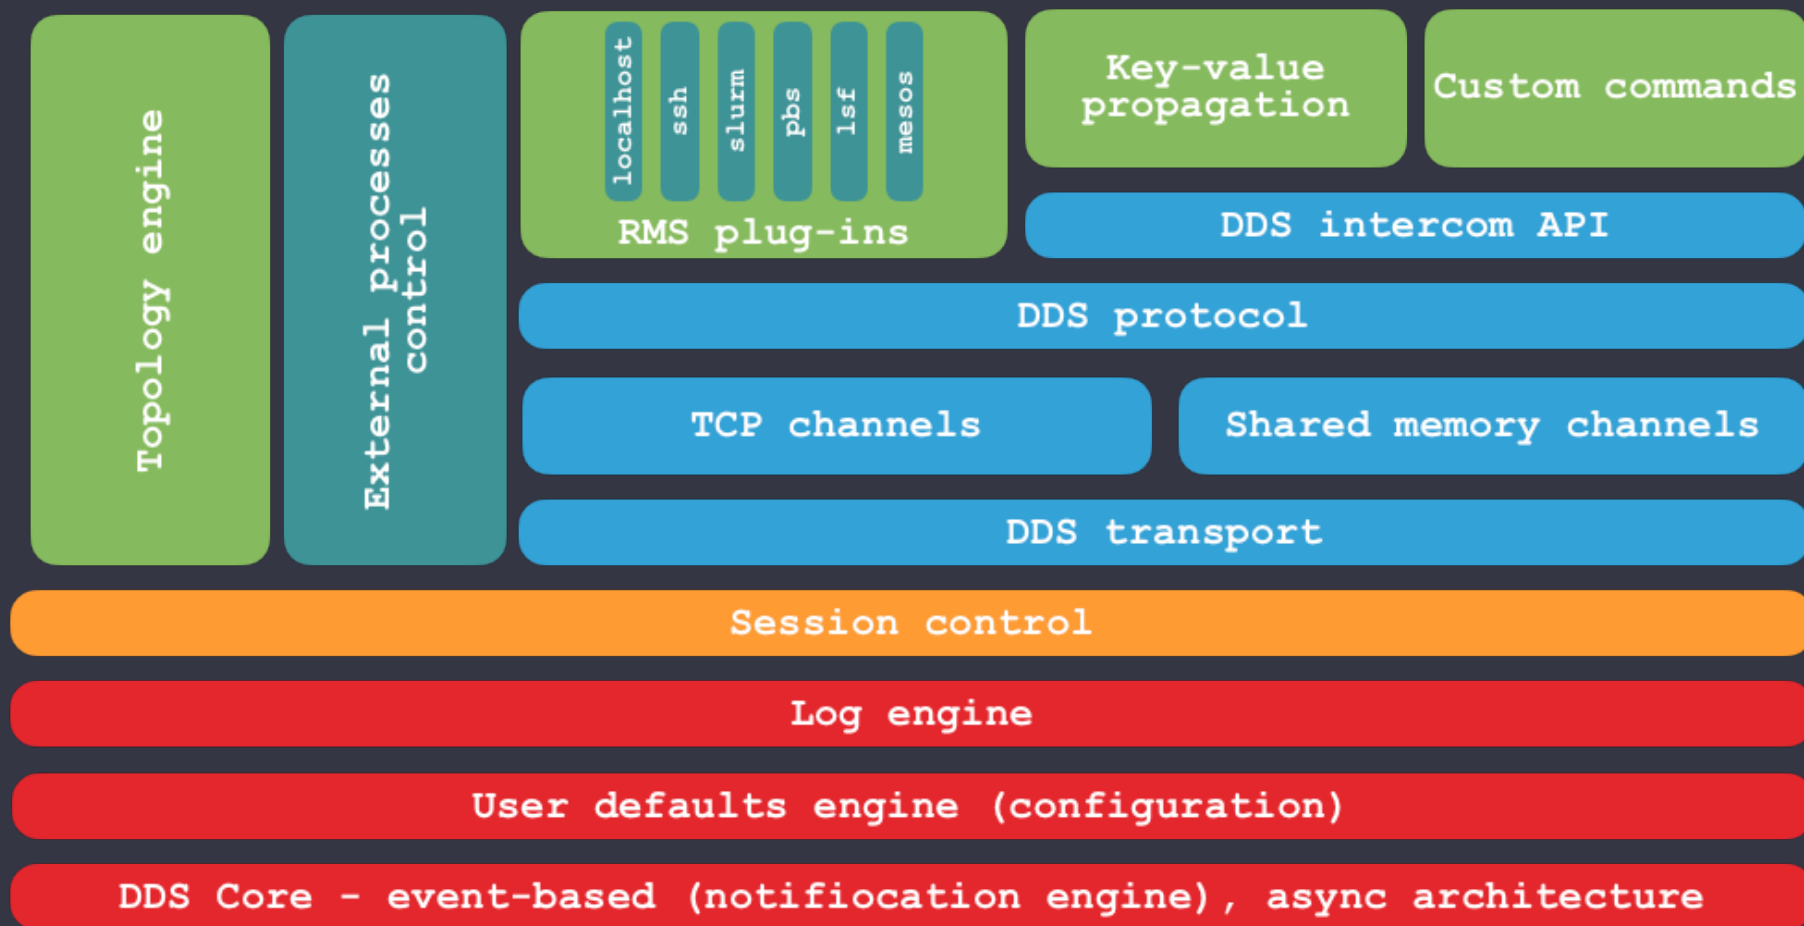 Topology engine
External processes
control
localhost
ssh
slurm
pbs
lsf
mesos
RMS plug-ins
Key-value
propagation
Custom commands
DDS intercom API
DDS protocol
TCP channels
Shared memory channels
DDS transport
Session control
Log engine
User defaults engine (configuration)
DDS Core - event-based (notifiocation engine), async architecture